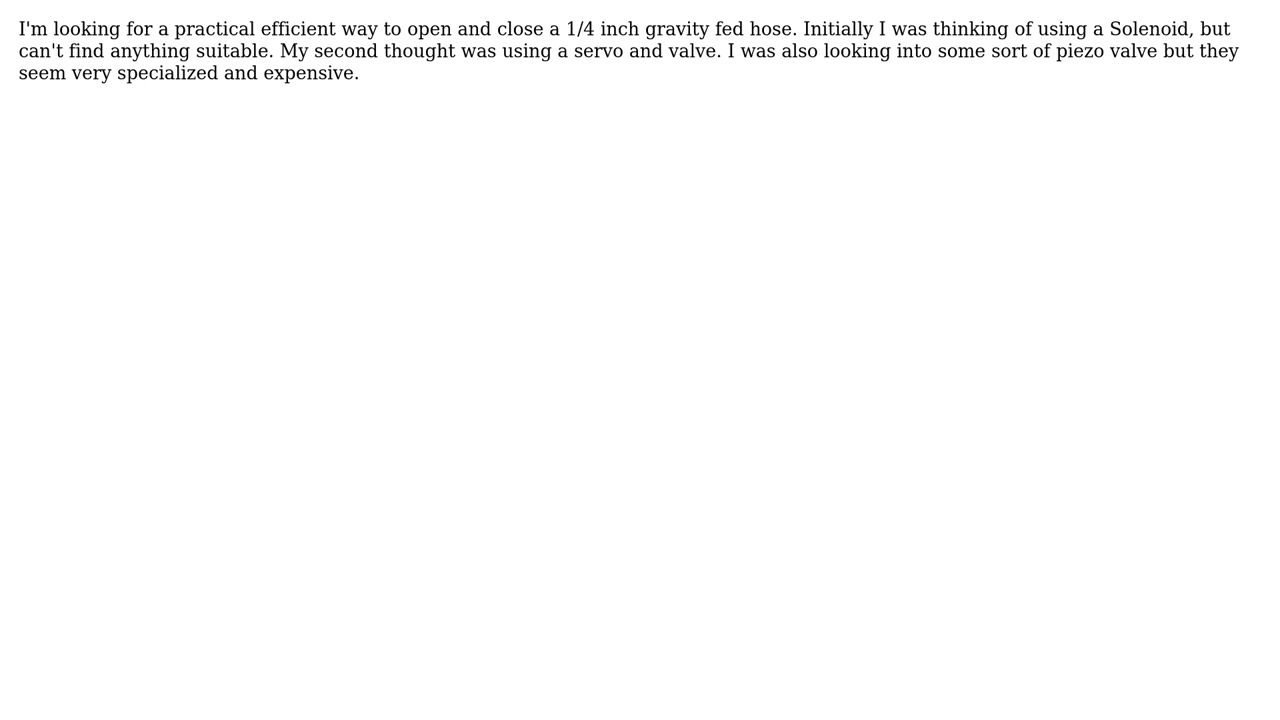 I'm looking for a practical efficient way to open and close a 1/4 inch gravity fed hose. Initially I was thinking of using a Solenoid, but
can't find anything suitable. My second thought was using a servo and valve. I was also looking into some sort of piezo valve but they
seem very specialized and expensive.